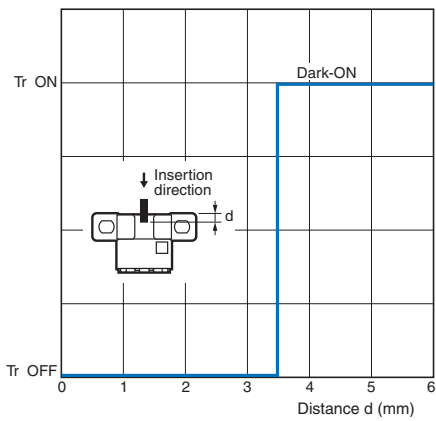 Tr ON
Dark-ON
Insertion
direction
d
Tr OFF
0 1 2 3 4 5 6
Distance d (mm)